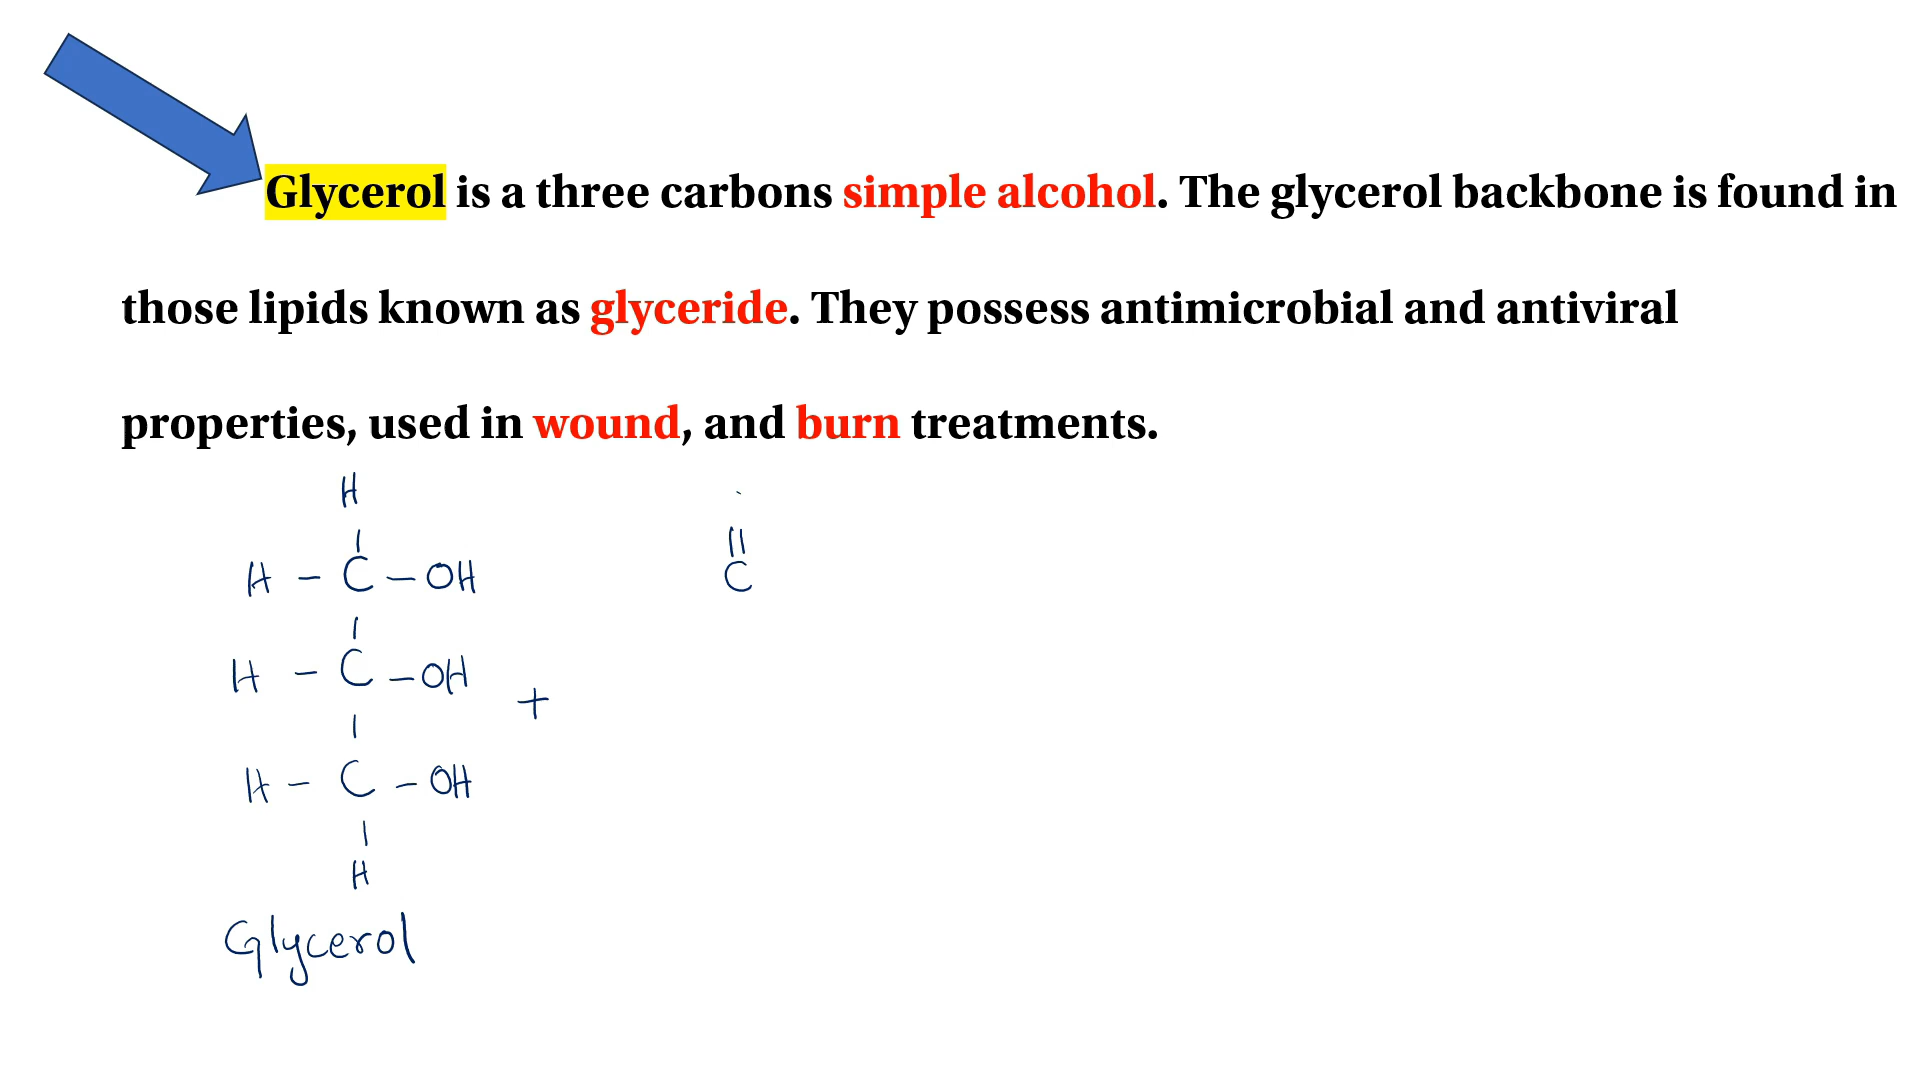 Glycerol is a three carbons simple alcohol. The glycerol backbone is found in
those lipids known as glyceride. They possess antimicrobial and antiviral
properties, used in wound, and burn treatments.
H
|
H – C – OH
|
H – C – OH
|
H – C – OH
|
H
Glycerol
+
||
C